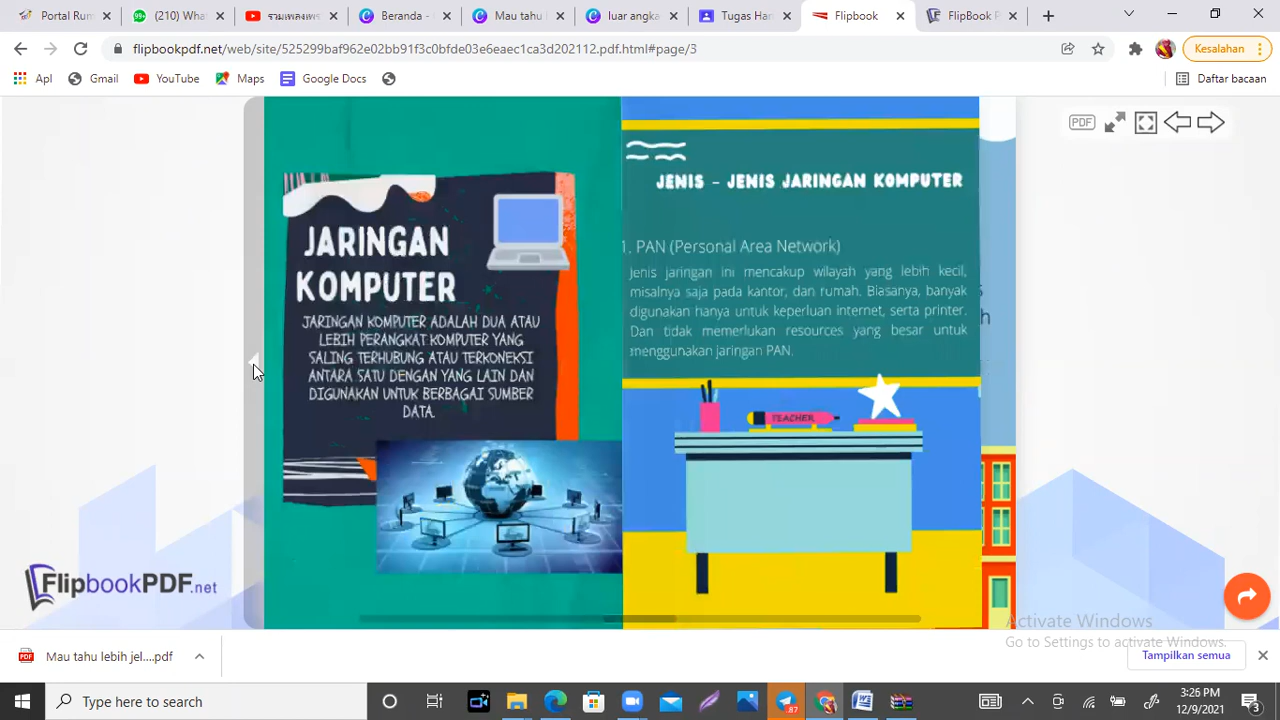 Portal Rum
(210) Wha
Beranda -
Mau tahu
luar angka
Tugas Har
Flipbook
FlipBook P
flipbookpdf.net/web/site/525299baf962e02bb91f3c0bfde03e6eaec1ca3d202112.pdf.html#page/3
Kesalahan
Apl
Gmail
YouTube
Maps
Google Docs
Daftar bacaan
PDF
JARINGAN
KOMPUTER
JARINGAN KOMPUTER ADALAH DUA ATAU
LEBIH PERANGKAT KOMPUTER YANG
SALING TERHUBUNG ATAU TERKONEKSI
ANTARA SATU DENGAN YANG LAIN DAN
DIGUNAKAN UNTUK BERBAGAI SUMBER
DATA.
JENIS - JENIS JARINGAN KOMPUTER
1. PAN (Personal Area Network)
Jenis jaringan ini mencakup wilayah yang lebih kecil,
misalnya saja pada kantor, dan rumah. Biasanya, banyak
digunakan hanya untuk keperluan internet, serta printer.
Dan tidak memerlukan resources yang besar untuk
menggunakan jaringan PAN.
TEACHER
FlipbookPDF.net
Activate Windows
Go to Settings to activate Windows.
Mau tahu lebih jel....pdf
Tampilkan semua
Type here to search
87
3:26 PM
12/9/2021
3